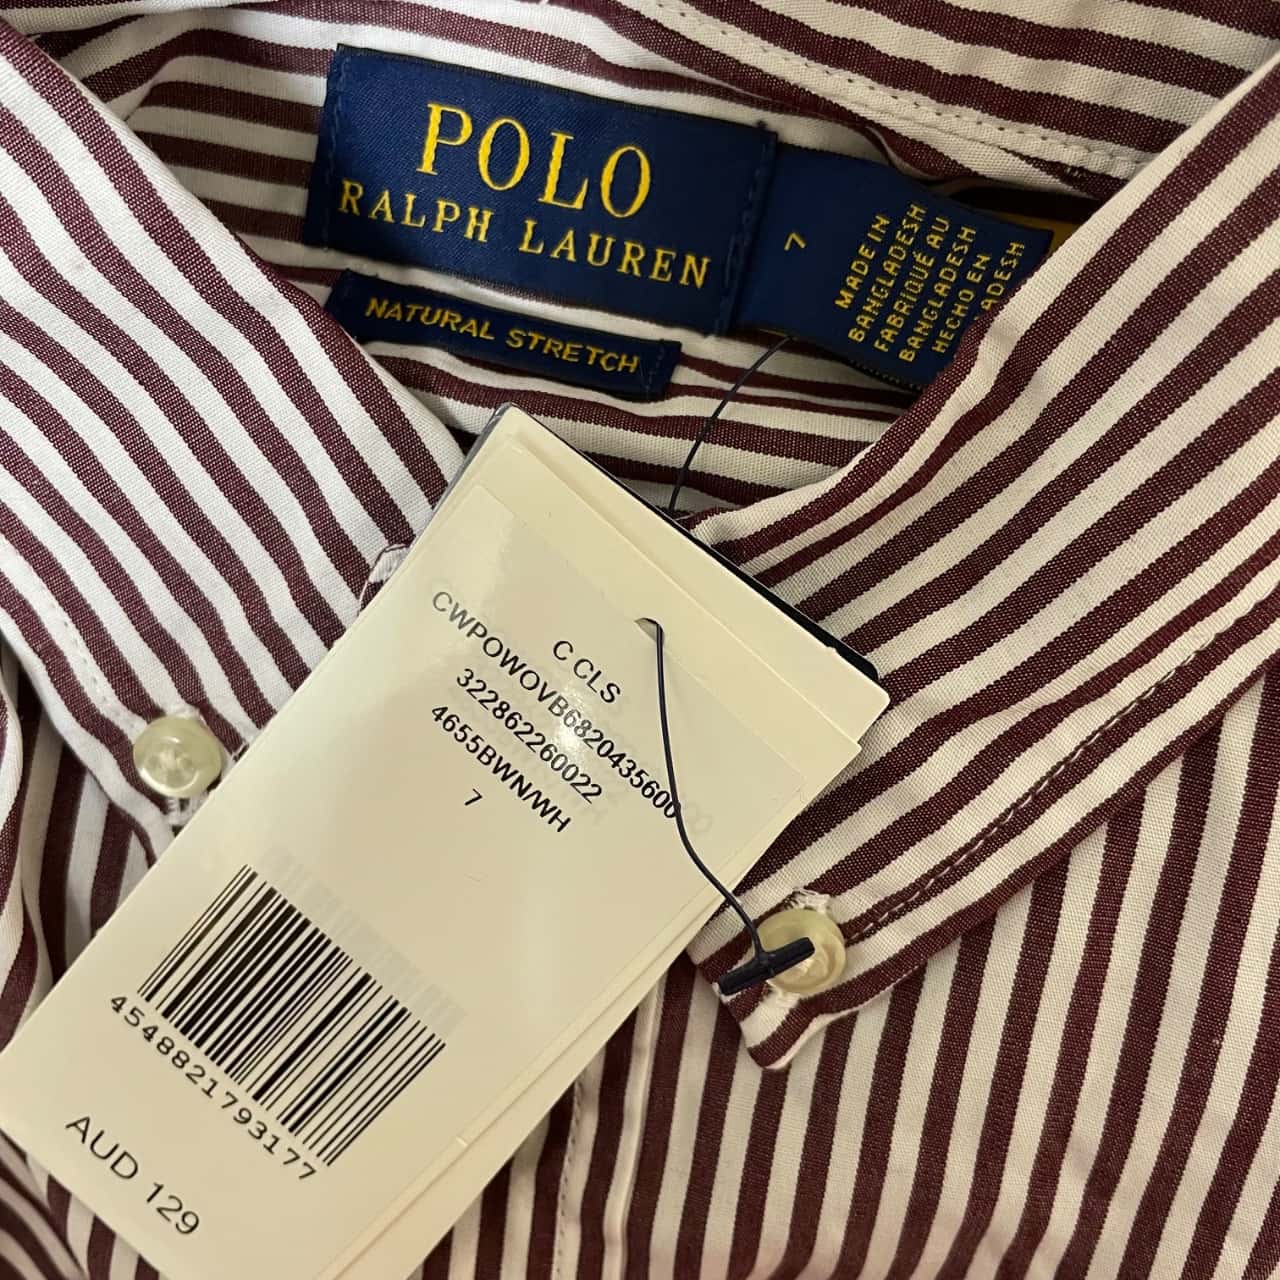 POLO
RALPH LAUREN
NATURAL STRETCH
7
MADE IN
BANGLADESH
FABRIQUÉ AU
BANGLADESH
HECHO EN
ADESH
C CLS
CWPOWOVB6820435600
322862260022
4655BWN/WH
7
4548821793177
AUD 129